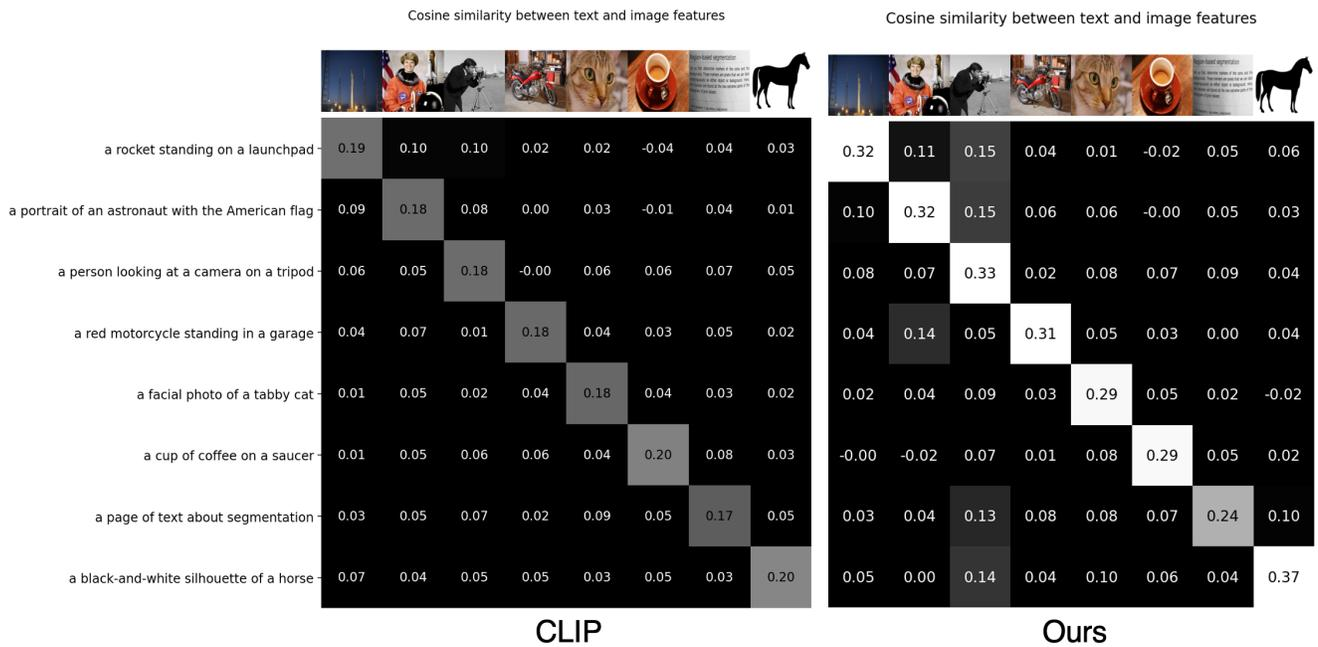 Cosine similarity between text and image features
Cosine similarity between text and image features
Region-based segmentation
Region-based segmentation
a rocket standing on a launchpad 0.19 0.10 0.10 0.02 0.02 -0.04 0.04 0.03 0.32 0.11 0.15 0.04 0.01 -0.02 0.05 0.06
a portrait of an astronaut with the American flag 0.09 0.18 0.08 0.00 0.03 -0.01 0.04 0.01 0.10 0.32 0.15 0.06 0.06 -0.00 0.05 0.03
a person looking at a camera on a tripod 0.06 0.05 0.18 -0.00 0.06 0.06 0.07 0.05 0.08 0.07 0.33 0.02 0.08 0.07 0.09 0.04
a red motorcycle standing in a garage 0.04 0.07 0.01 0.18 0.04 0.03 0.05 0.02 0.04 0.14 0.05 0.31 0.05 0.03 0.00 0.04
a facial photo of a tabby cat 0.01 0.05 0.02 0.04 0.18 0.04 0.03 0.02 0.02 0.04 0.09 0.03 0.29 0.05 0.02 -0.02
a cup of coffee on a saucer 0.01 0.05 0.06 0.06 0.04 0.20 0.08 0.03 -0.00 -0.02 0.07 0.01 0.08 0.29 0.05 0.02
a page of text about segmentation 0.03 0.05 0.07 0.02 0.09 0.05 0.17 0.05 0.03 0.04 0.13 0.08 0.08 0.07 0.24 0.10
a black-and-white silhouette of a horse 0.07 0.04 0.05 0.05 0.03 0.05 0.03 0.20 0.05 0.00 0.14 0.04 0.10 0.06 0.04 0.37
CLIP
Ours